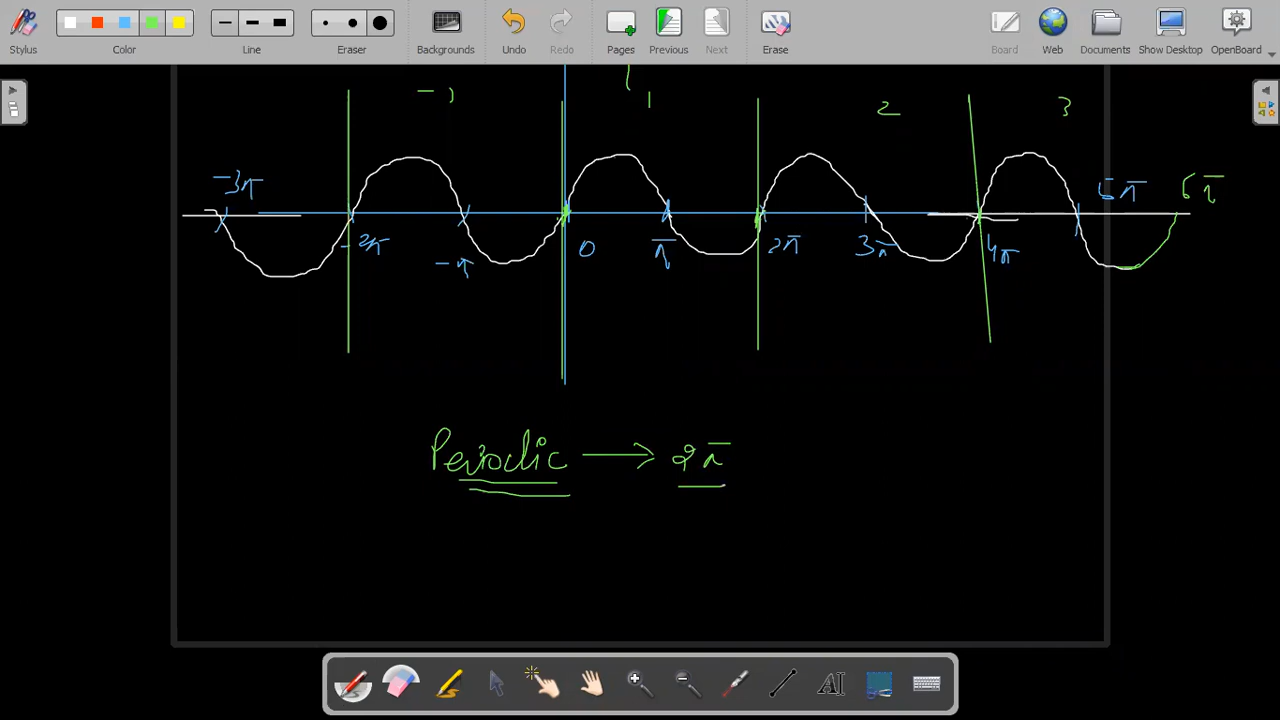 Stylus Color Line Eraser Backgrounds Undo Redo Pages Previous Next Erase Board Web Documents Show Desktop OpenBoard
-1 1 2 3
-3π 5π 6π
-2π -π 0 π 2π 3π 4π
Periodic → 2π
AI